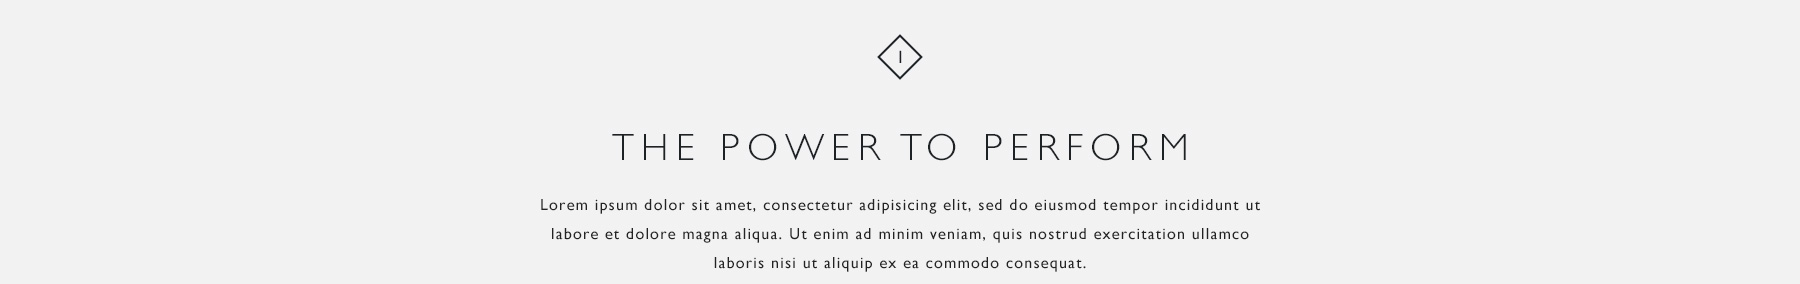 1
THE POWER TO PERFORM
Lorem ipsum dolor sit amet, consectetur adipisicing elit, sed do eiusmod tempor incididunt ut
labore et dolore magna aliqua. Ut enim ad minim veniam, quis nostrud exercitation ullamco
laboris nisi ut aliquip ex ea commodo consequat.